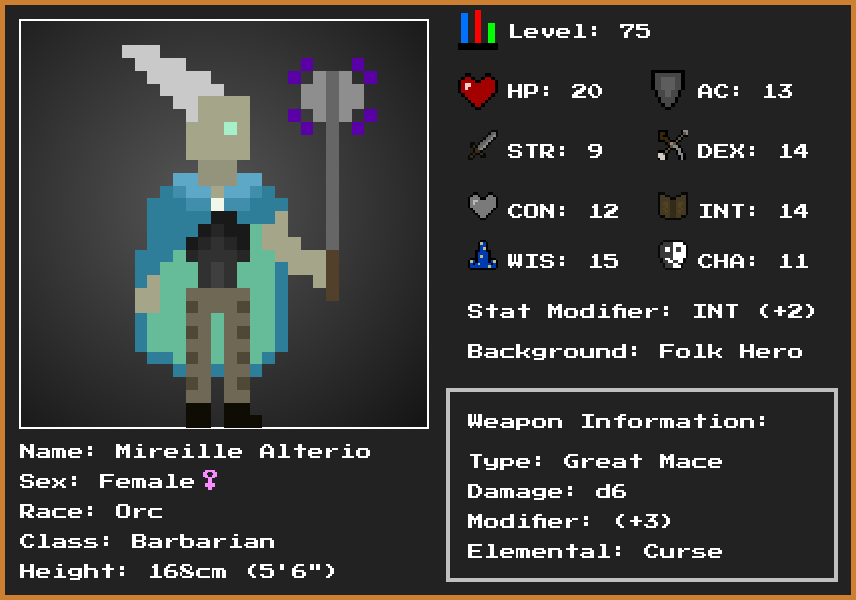 Level: 75
HP: 20
AC: 13
STR: 9
DEX: 14
CON: 12
INT: 14
WIS: 15
CHA: 11
Stat Modifier: INT (+2)
Background: Folk Hero
Weapon Information:
Type: Great Mace
Damage: d6
Modifier: (+3)
Elemental: Curse
Name: Mireille Alterio
Sex: Female♀
Race: Orc
Class: Barbarian
Height: 168cm (5'6")